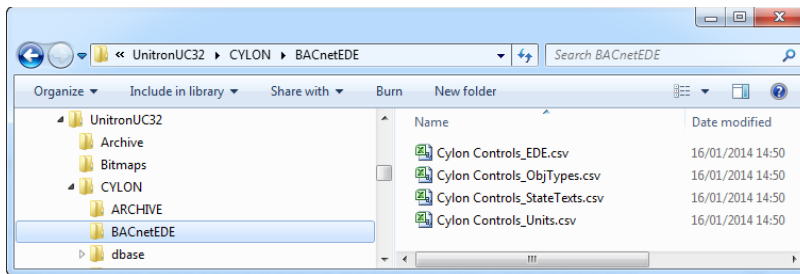 « UnitronUC32 ▸ CYLON ▸ BACnetEDE
Search BACnetEDE
Organize Include in library Share with Burn New folder
UnitronUC32
Archive
Bitmaps
CYLON
ARCHIVE
BACnetEDE
dbase
Name Date modified
Cylon Controls_EDE.csv 16/01/2014 14:50
Cylon Controls_ObjTypes.csv 16/01/2014 14:50
Cylon Controls_StateTexts.csv 16/01/2014 14:50
Cylon Controls_Units.csv 16/01/2014 14:50